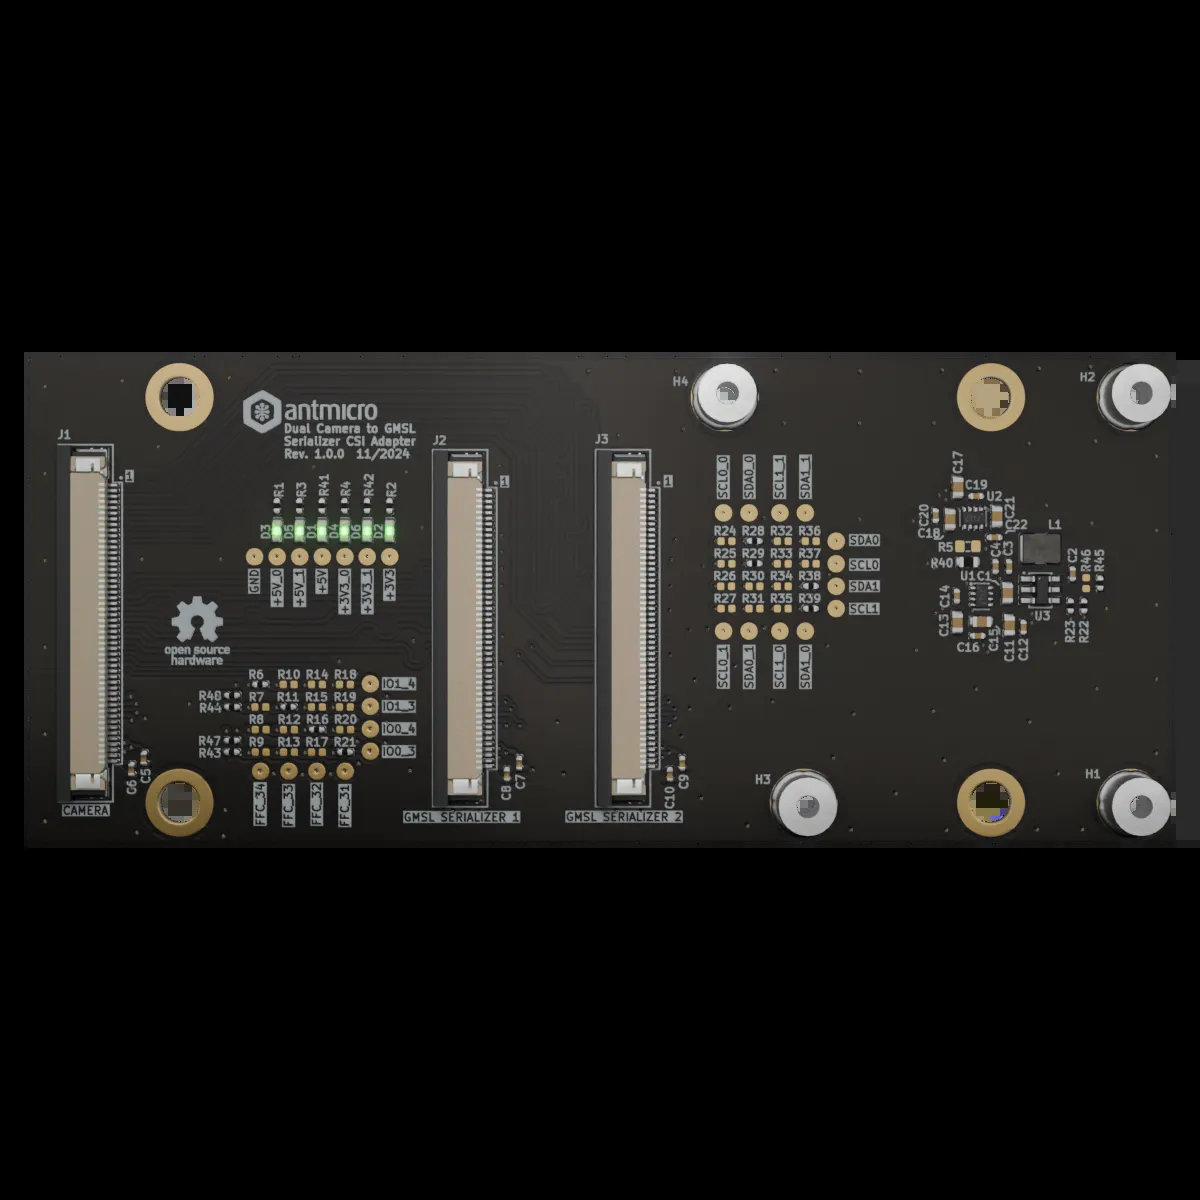 antmicro
Dual Camera to GMSL
Serializer CSI Adapter
Rev. 1.0.0 11/2024
J1
1
CAMERA
C6
C5
R1
R3
R41
R4
R42
R2
D3
D5
D1
D4
D6
D2
GND
+5V_0
+5V_1
+5V
+3V3_0
+3V3_1
+3V3
open source
hardware
R6 R10 R14 R18
IO1_4
R48 R7 R11 R15 R19
IO1_3
R44
R8 R12 R16 R20
IO0_4
R47
R9 R13 R17 R21
IO0_3
R43
FFC_34
FFC_33
FFC_32
FFC_31
J2
1
C8
C7
GMSL SERIALIZER 1
J3
1
C10
C9
GMSL SERIALIZER 2
H4
SCL0_0
SDA0_0
SCL1_1
SDA1_1
R24 R28 R32 R36
SDA0
R25 R29 R33 R37
SCL0
R26 R30 R34 R38
SDA1
R27 R31 R35 R39
SCL1
SCL0_1
SDA0_1
SCL1_0
SDA1_0
H3
H2
C17
C19
U2
C21
C20
C18
C22
L1
R5
C4
C3
R40
C2
R46
R45
U1
C1
C14
C13
C16
C15
C11
C12
U3
R23
R22
H1